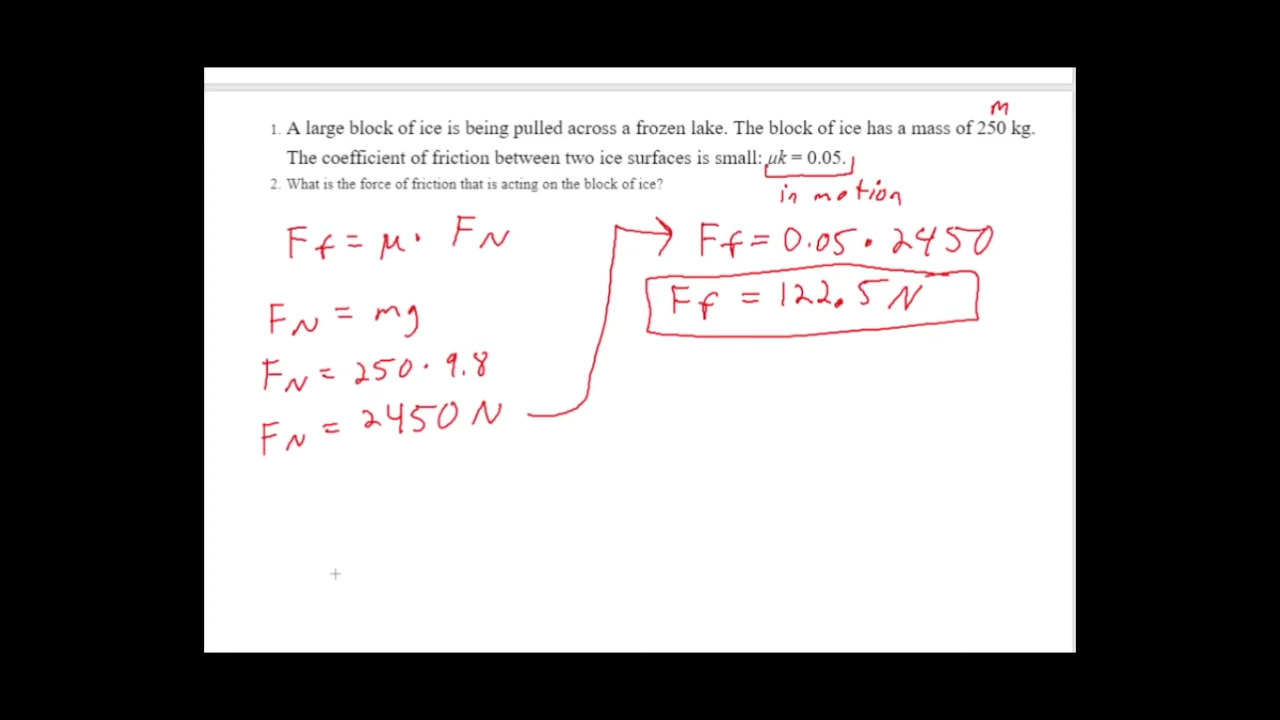 m
1. A large block of ice is being pulled across a frozen lake. The block of ice has a mass of 250 kg.
The coefficient of friction between two ice surfaces is small: μk = 0.05.
2. What is the force of friction that is acting on the block of ice?
in motion
Ff = μ · FN
FN = mg
FN = 250 · 9.8
FN = 2450 N
Ff = 0.05 · 2450
Ff = 122.5 N